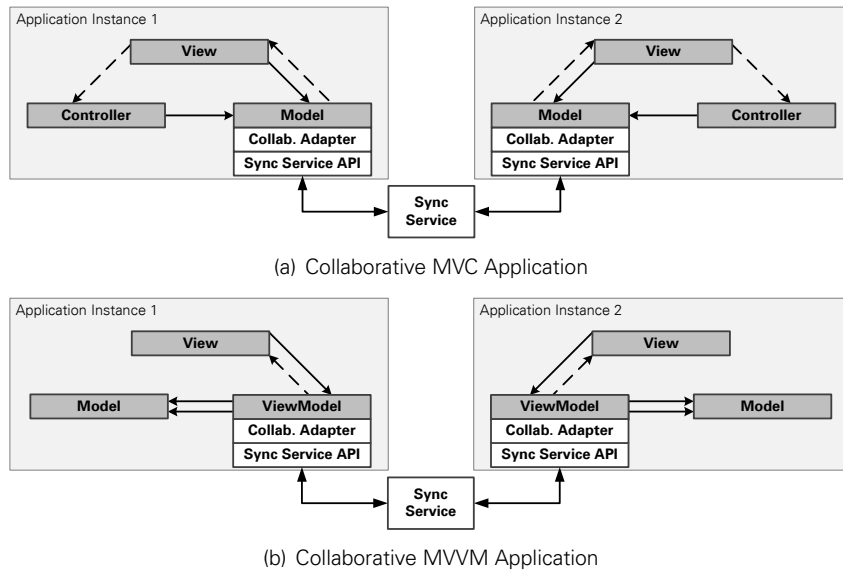 Application Instance 1
View
Controller
Model
Collab. Adapter
Sync Service API
Application Instance 2
View
Model
Controller
Collab. Adapter
Sync Service API
Sync
Service
(a) Collaborative MVC Application
Application Instance 1
View
Model
ViewModel
Collab. Adapter
Sync Service API
Application Instance 2
View
ViewModel
Model
Collab. Adapter
Sync Service API
Sync
Service
(b) Collaborative MVVM Application